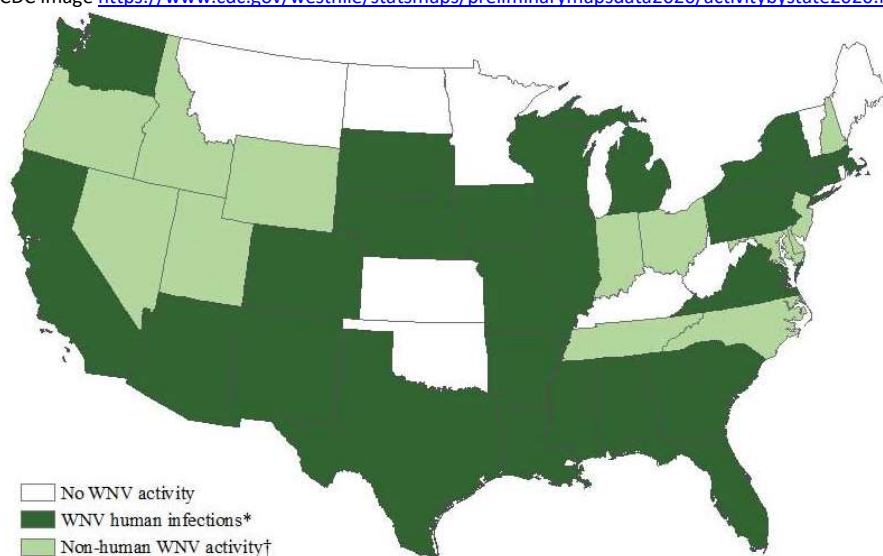 CDC image https://www.cdc.gov/westnile/statsmaps/preliminarymapsdata2020/activitybystate2020.
No WNV activity
WNV human infections*
Non-human WNV activity†